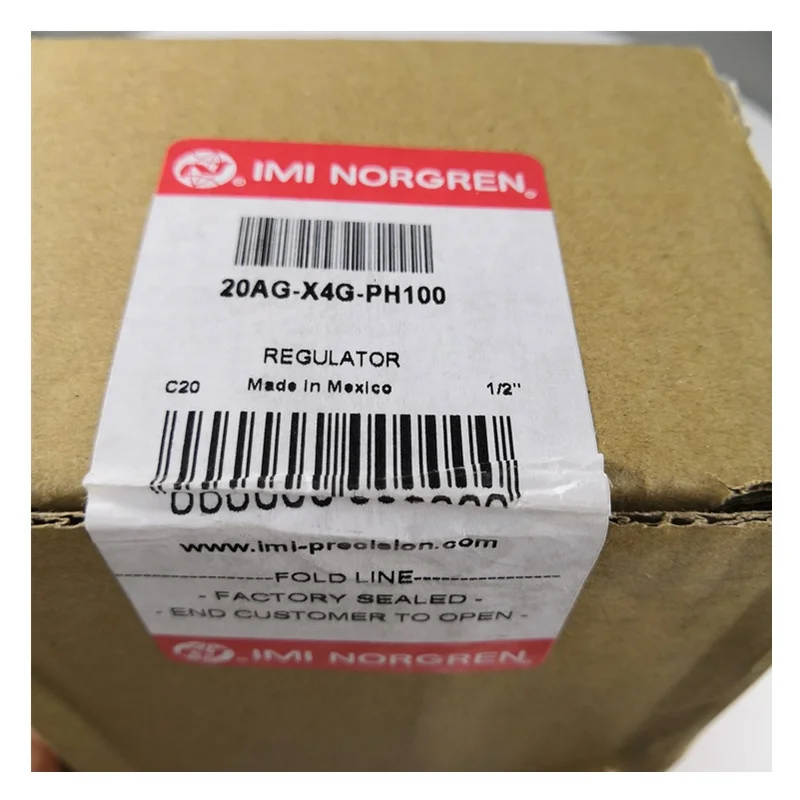 IMI NORGREN®
20AG-X4G-PH100
REGULATOR
C20 Made in Mexico 1/2"
www.imi-precision.com
FOLD LINE
- FACTORY SEALED -
- END CUSTOMER TO OPEN -
IMI NORGREN